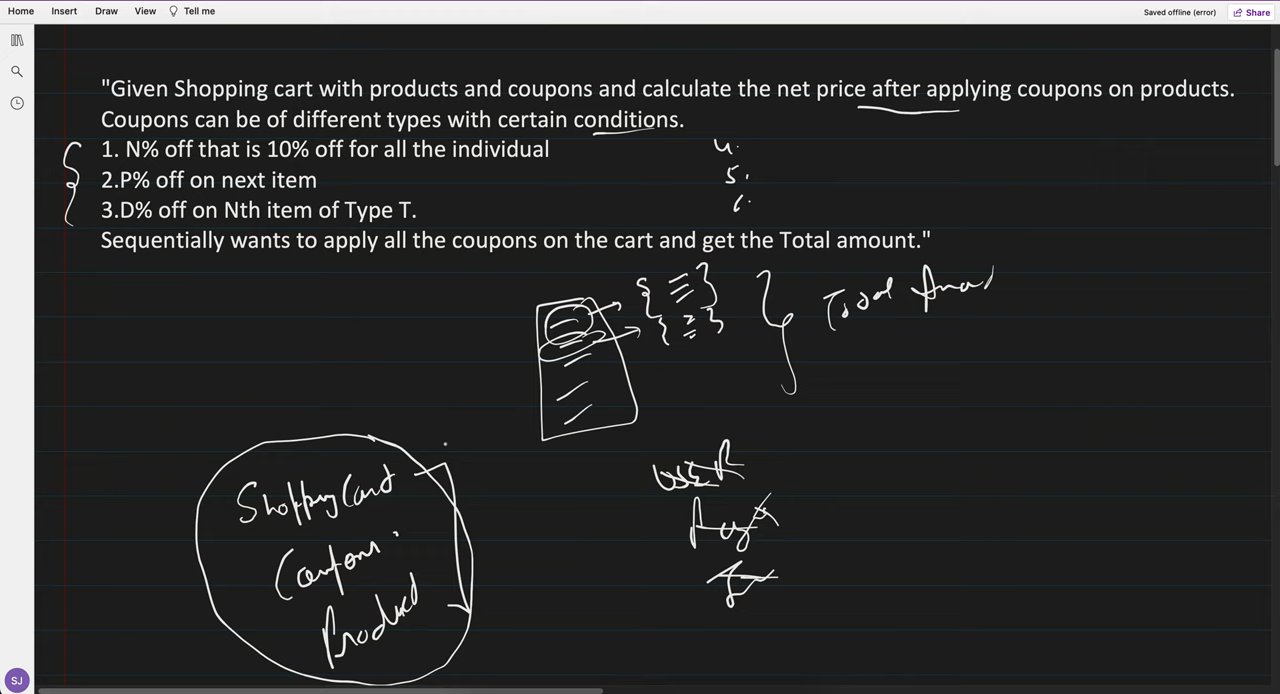 Home Insert Draw View Tell me
Saved offline (error) Share
"Given Shopping cart with products and coupons and calculate the net price after applying coupons on products.
Coupons can be of different types with certain conditions.
1. N% off that is 10% off for all the individual
2.P% off on next item
3.D% off on Nth item of Type T.
Sequentially wants to apply all the coupons on the cart and get the Total amount."
4.
5.
6.
Total
Shopping Cart
Coupons
Product
USER
SJ